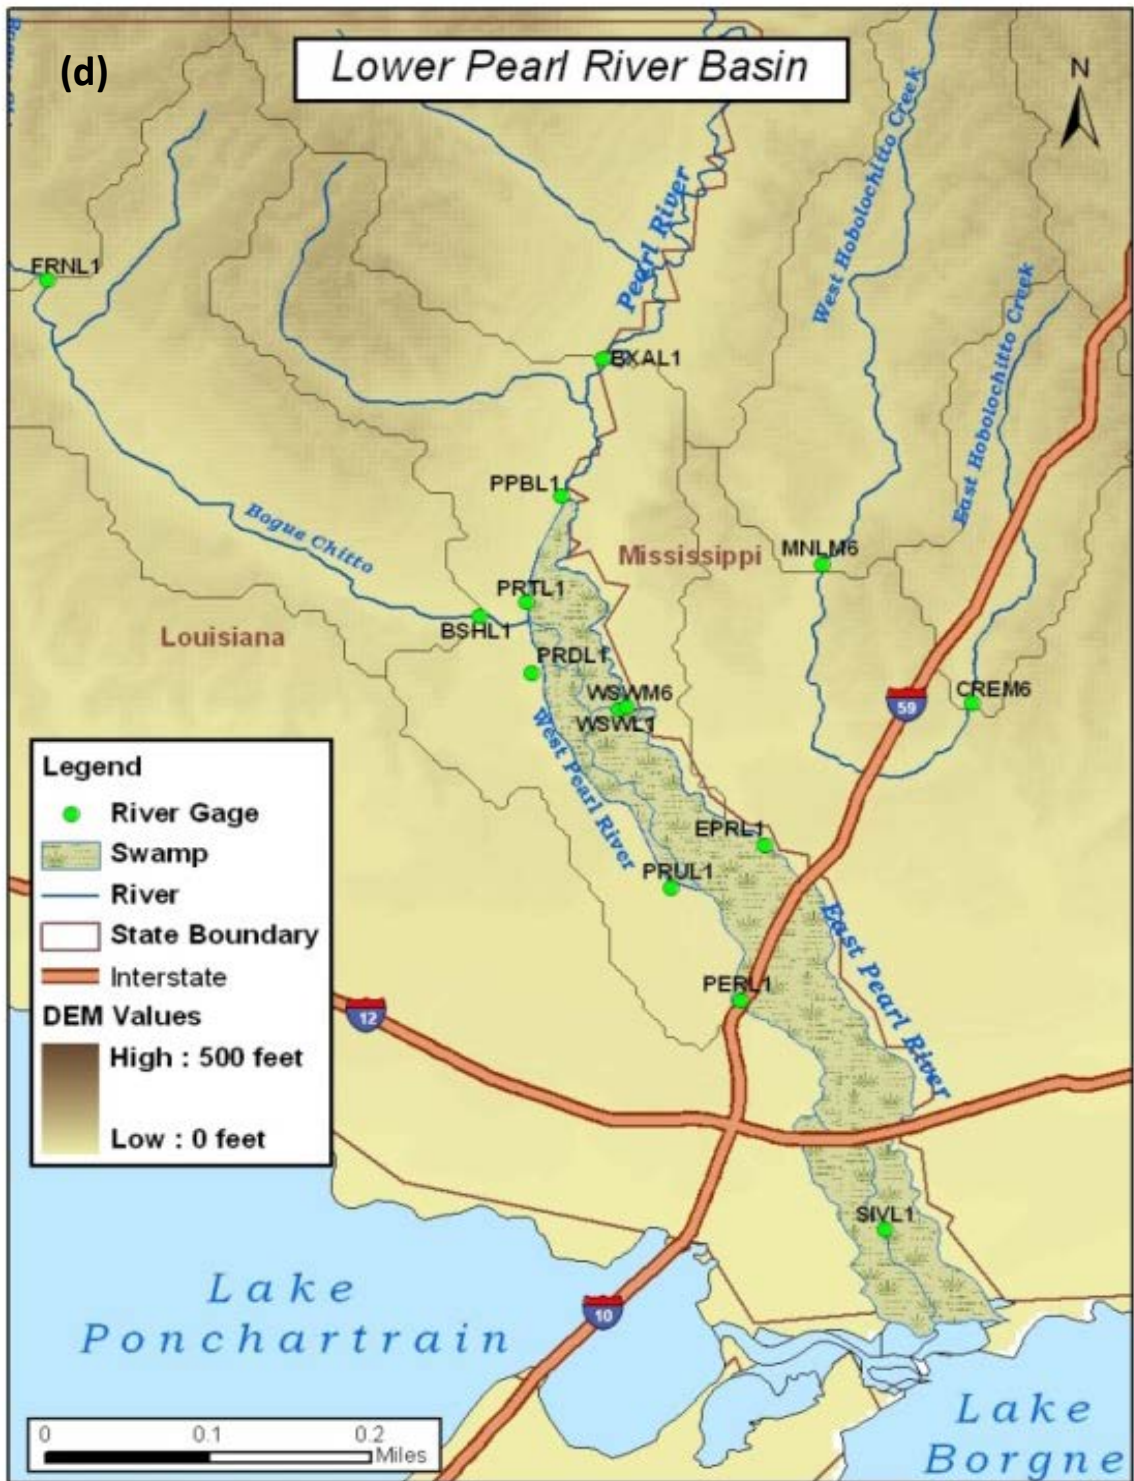 (d)
Lower Pearl River Basin
N
Pearl River
West Hobolochitto Creek
East Hobolochitto Creek
FRNL1
BXAL1
PPBL1
Bogue Chitto
Mississippi
MNLM6
PRTL1
BSHL1
Louisiana
PRDL1
WSWM6
WSWL1
CREM6
59
West Pearl River
EPRL1
PRUL1
East Pearl River
PERL1
Legend
River Gage
Swamp
River
State Boundary
Interstate
DEM Values
High : 500 feet
Low : 0 feet
12
SIVL1
Lake
Ponchartrain
10
Lake
Borgne
0 0.1 0.2
Miles